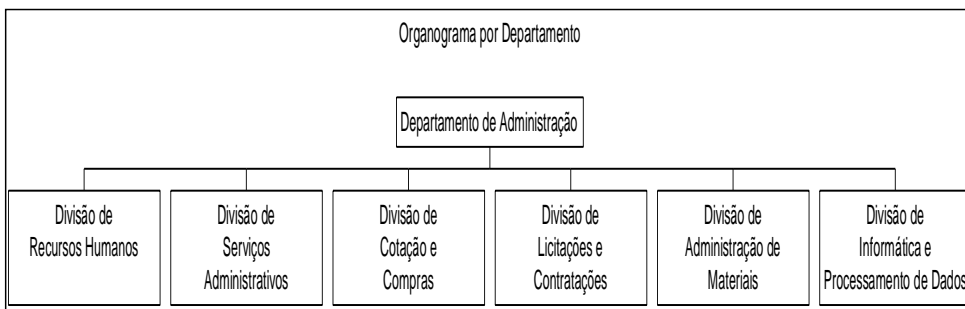 Organograma por Departamento
Departamento de Administração
Divisão de
Recursos Humanos
Divisão de
Serviços
Administrativos
Divisão de
Cotação e
Compras
Divisão de
Licitações e
Contratações
Divisão de
Administração de
Materiais
Divisão de
Informática e
Processamento de Dados